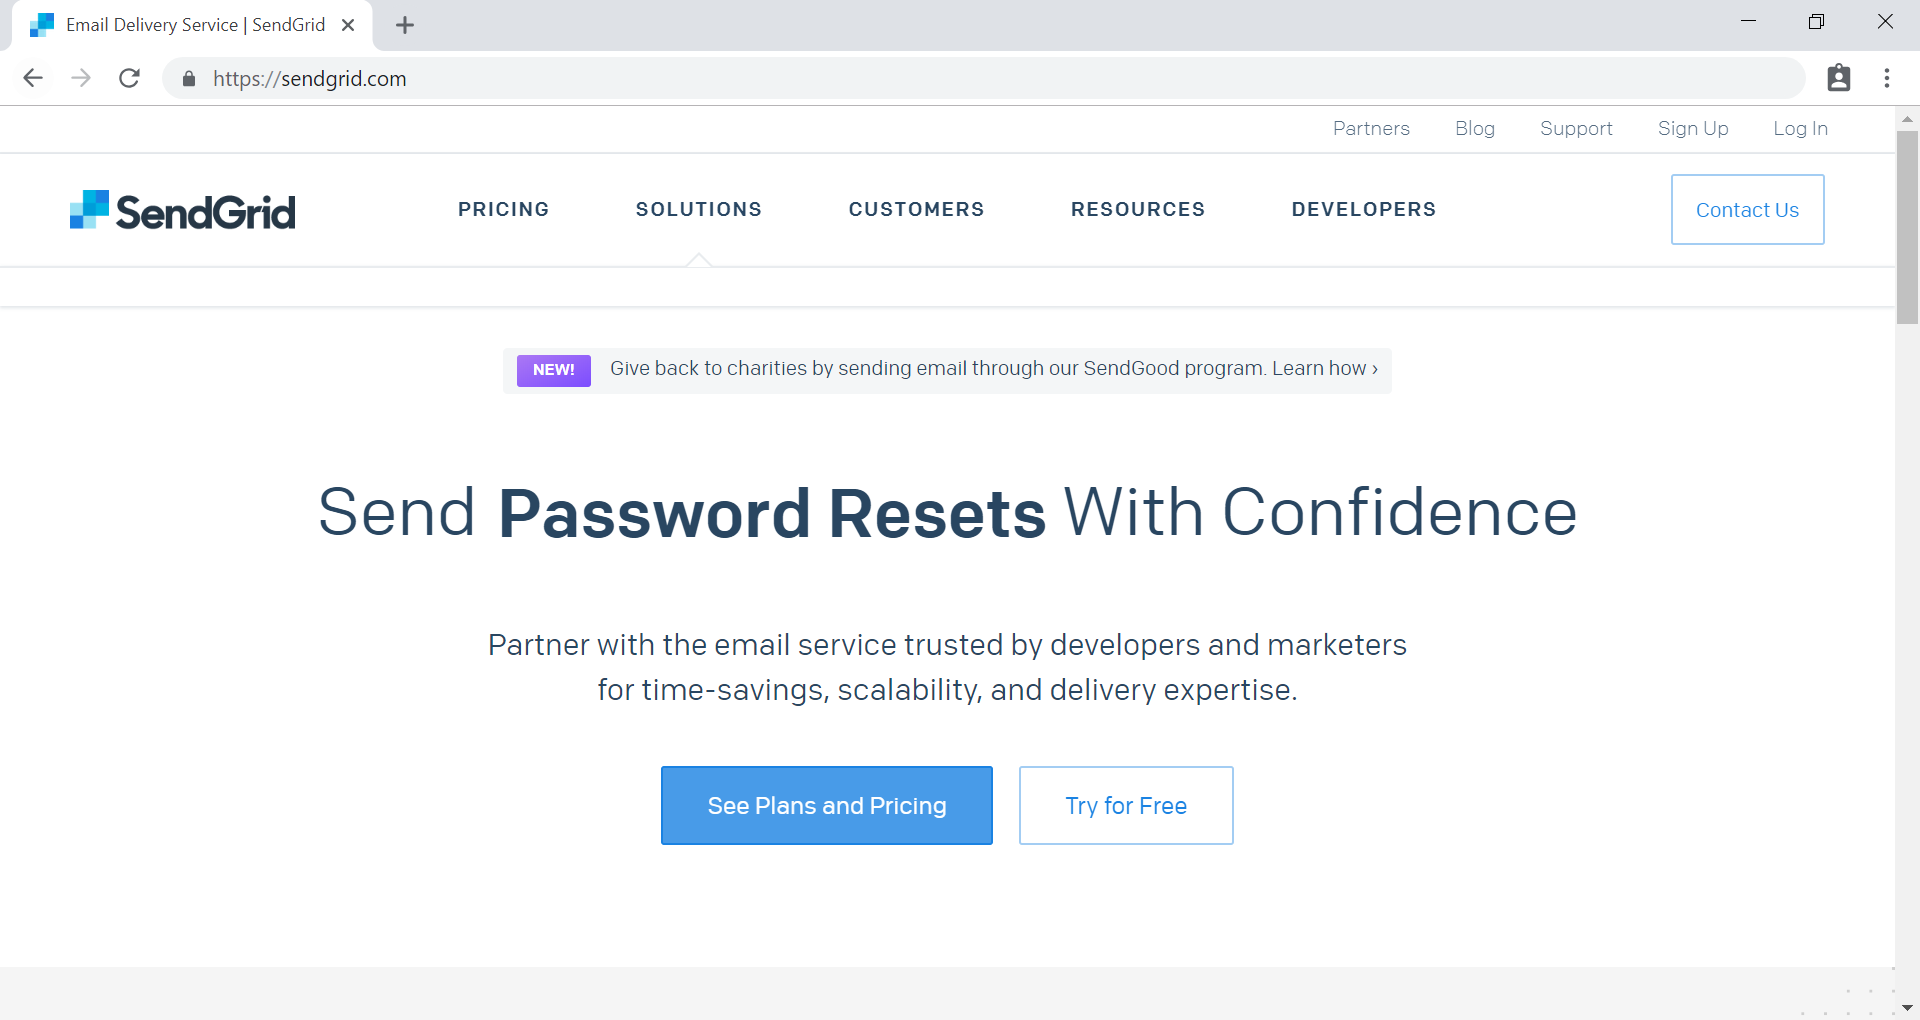 Email Delivery Service | SendGrid
https://sendgrid.com
Partners Blog Support Sign Up Log In
SendGrid PRICING SOLUTIONS CUSTOMERS RESOURCES DEVELOPERS Contact Us
NEW! Give back to charities by sending email through our SendGood program. Learn how ›
Send Password Resets With Confidence
Partner with the email service trusted by developers and marketers
for time-savings, scalability, and delivery expertise.
See Plans and Pricing Try for Free